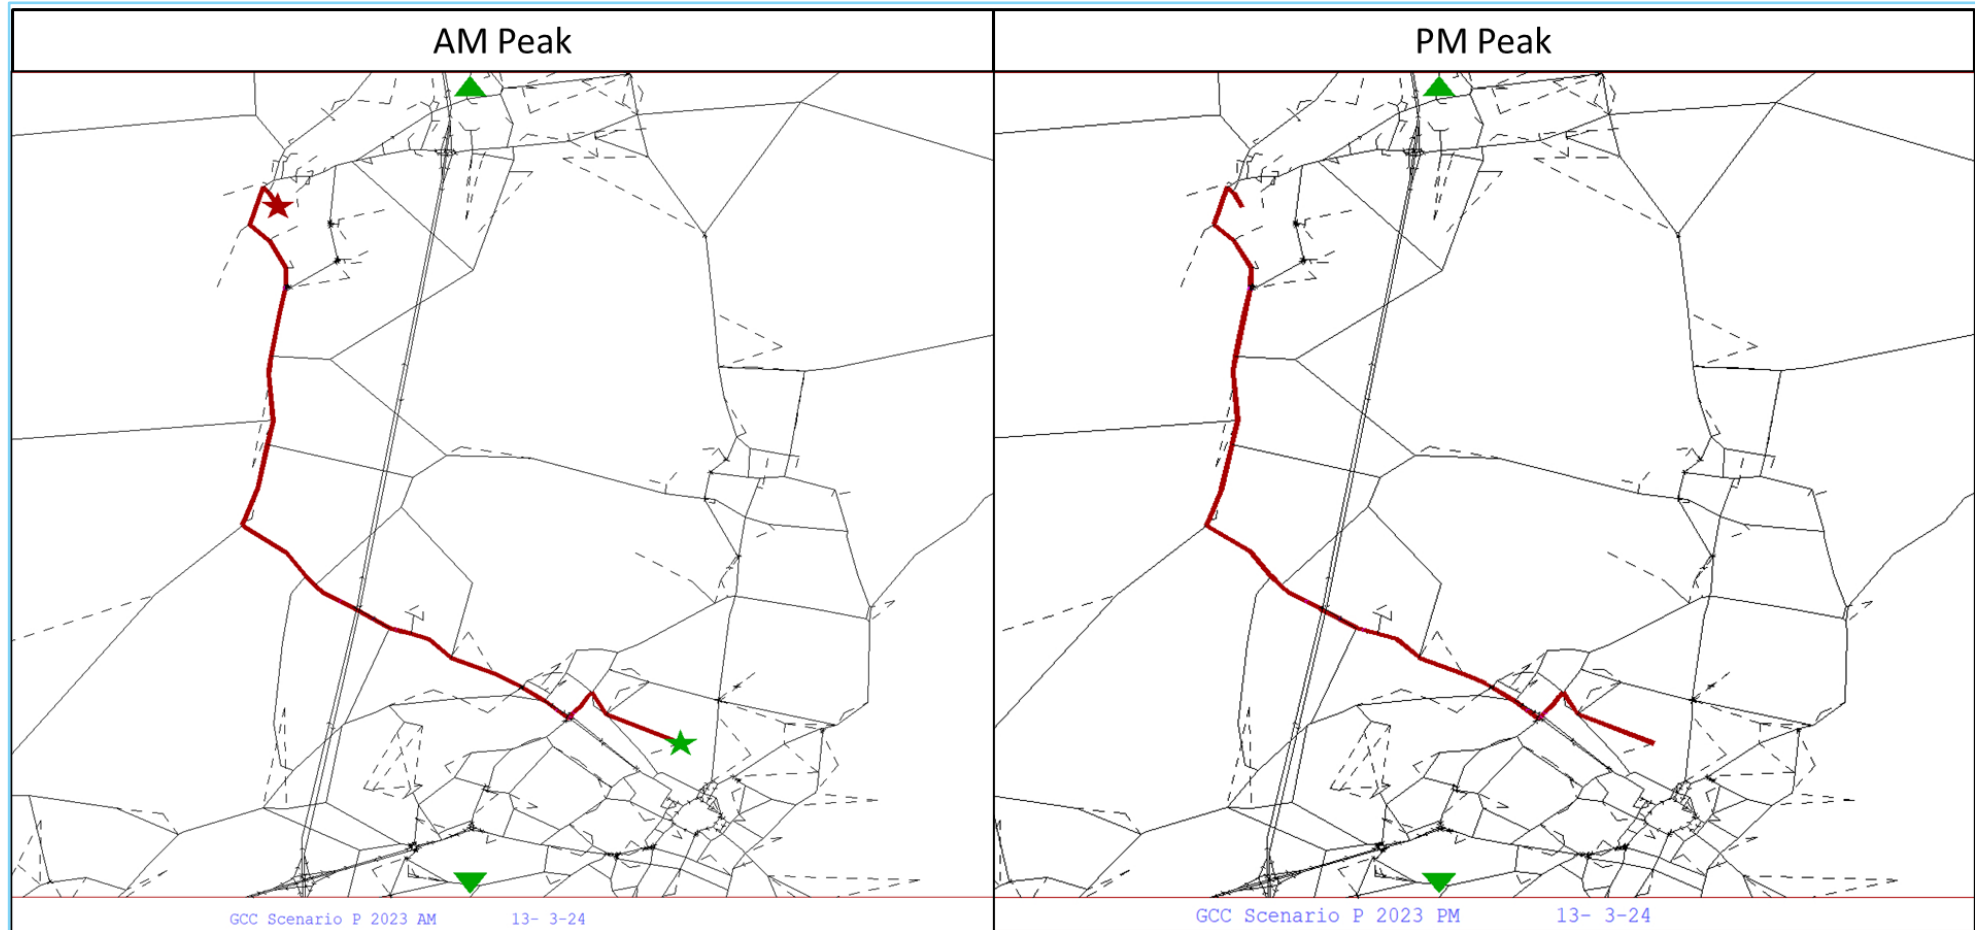 AM Peak
PM Peak
GCC Scenario P 2023 AM 13- 3-24
GCC Scenario P 2023 PM 13- 3-24